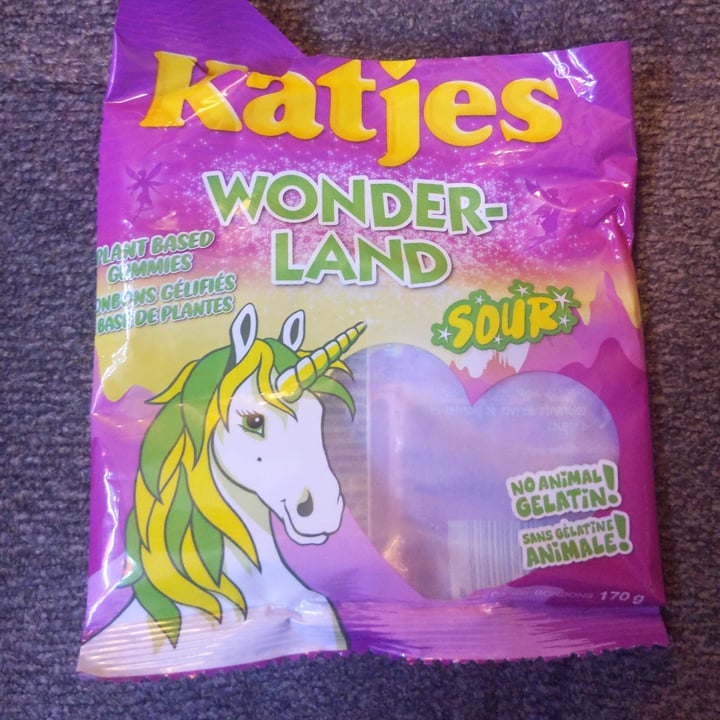 Katjes®
WONDER-
LAND
PLANT BASED
GUMMIES
BONBONS GÉLIFIÉS
BASE DE PLANTES
SOUR
NO ANIMAL
GELATIN!
SANS GÉLATINE
ANIMALE!
BONBONS 170 g